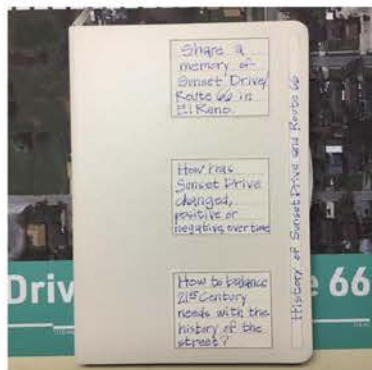 Share a
memory of
Sunset Drive/
Route 66 in
El Reno.
How has
Sunset Drive
changed,
positive or
negative, over time
How to balance
21st Century
needs with the
history of the
street?
History of Sunset Drive and Route 66
Driv
e 66